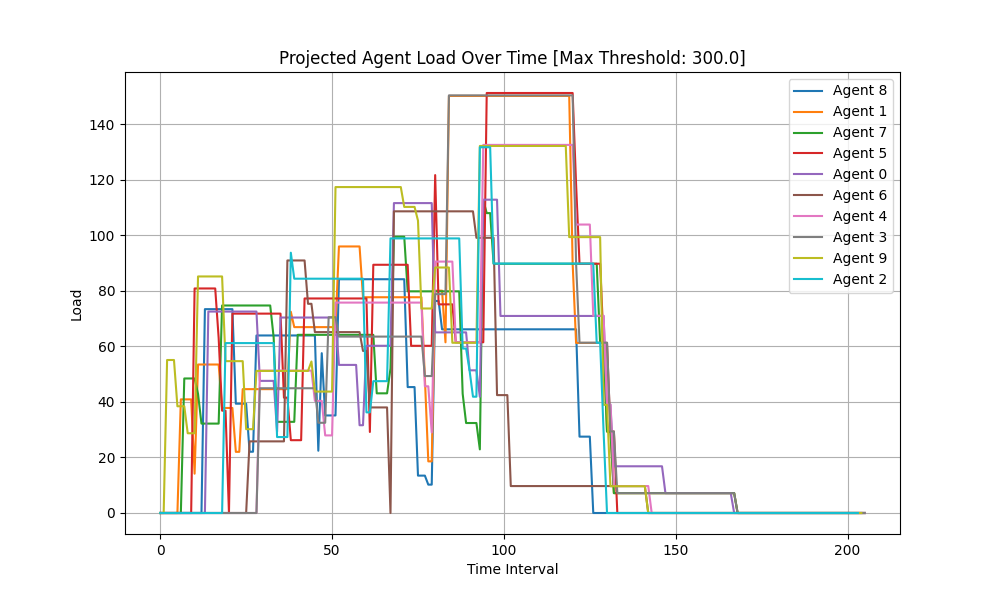 Projected Agent Load Over Time [Max Threshold: 300.0]
Load
140
120
100
80
60
40
20
0
0 50 100 150 200
Time Interval
Agent 8
Agent 1
Agent 7
Agent 5
Agent 0
Agent 6
Agent 4
Agent 3
Agent 9
Agent 2